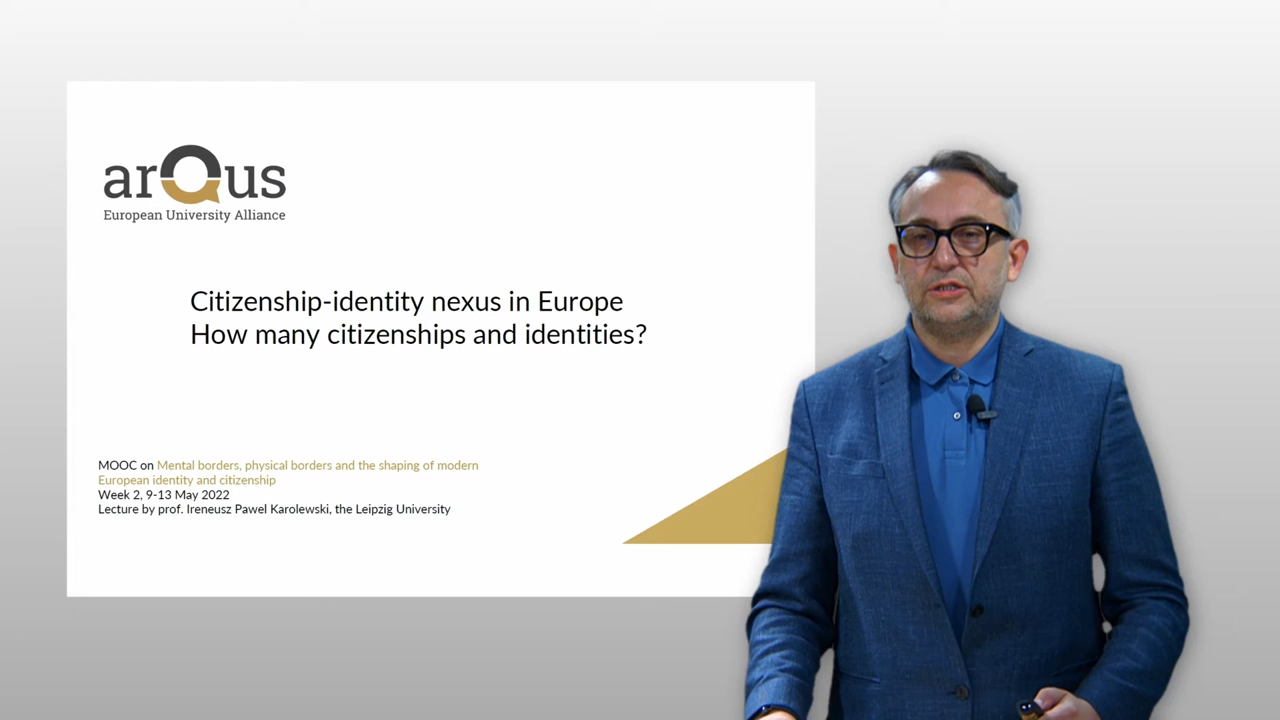 arQus
European University Alliance
Citizenship-identity nexus in Europe
How many citizenships and identities?
MOOC on Mental borders, physical borders and the shaping of modern
European identity and citizenship
Week 2, 9-13 May 2022
Lecture by prof. Ireneusz Pawel Karolewski, the Leipzig University